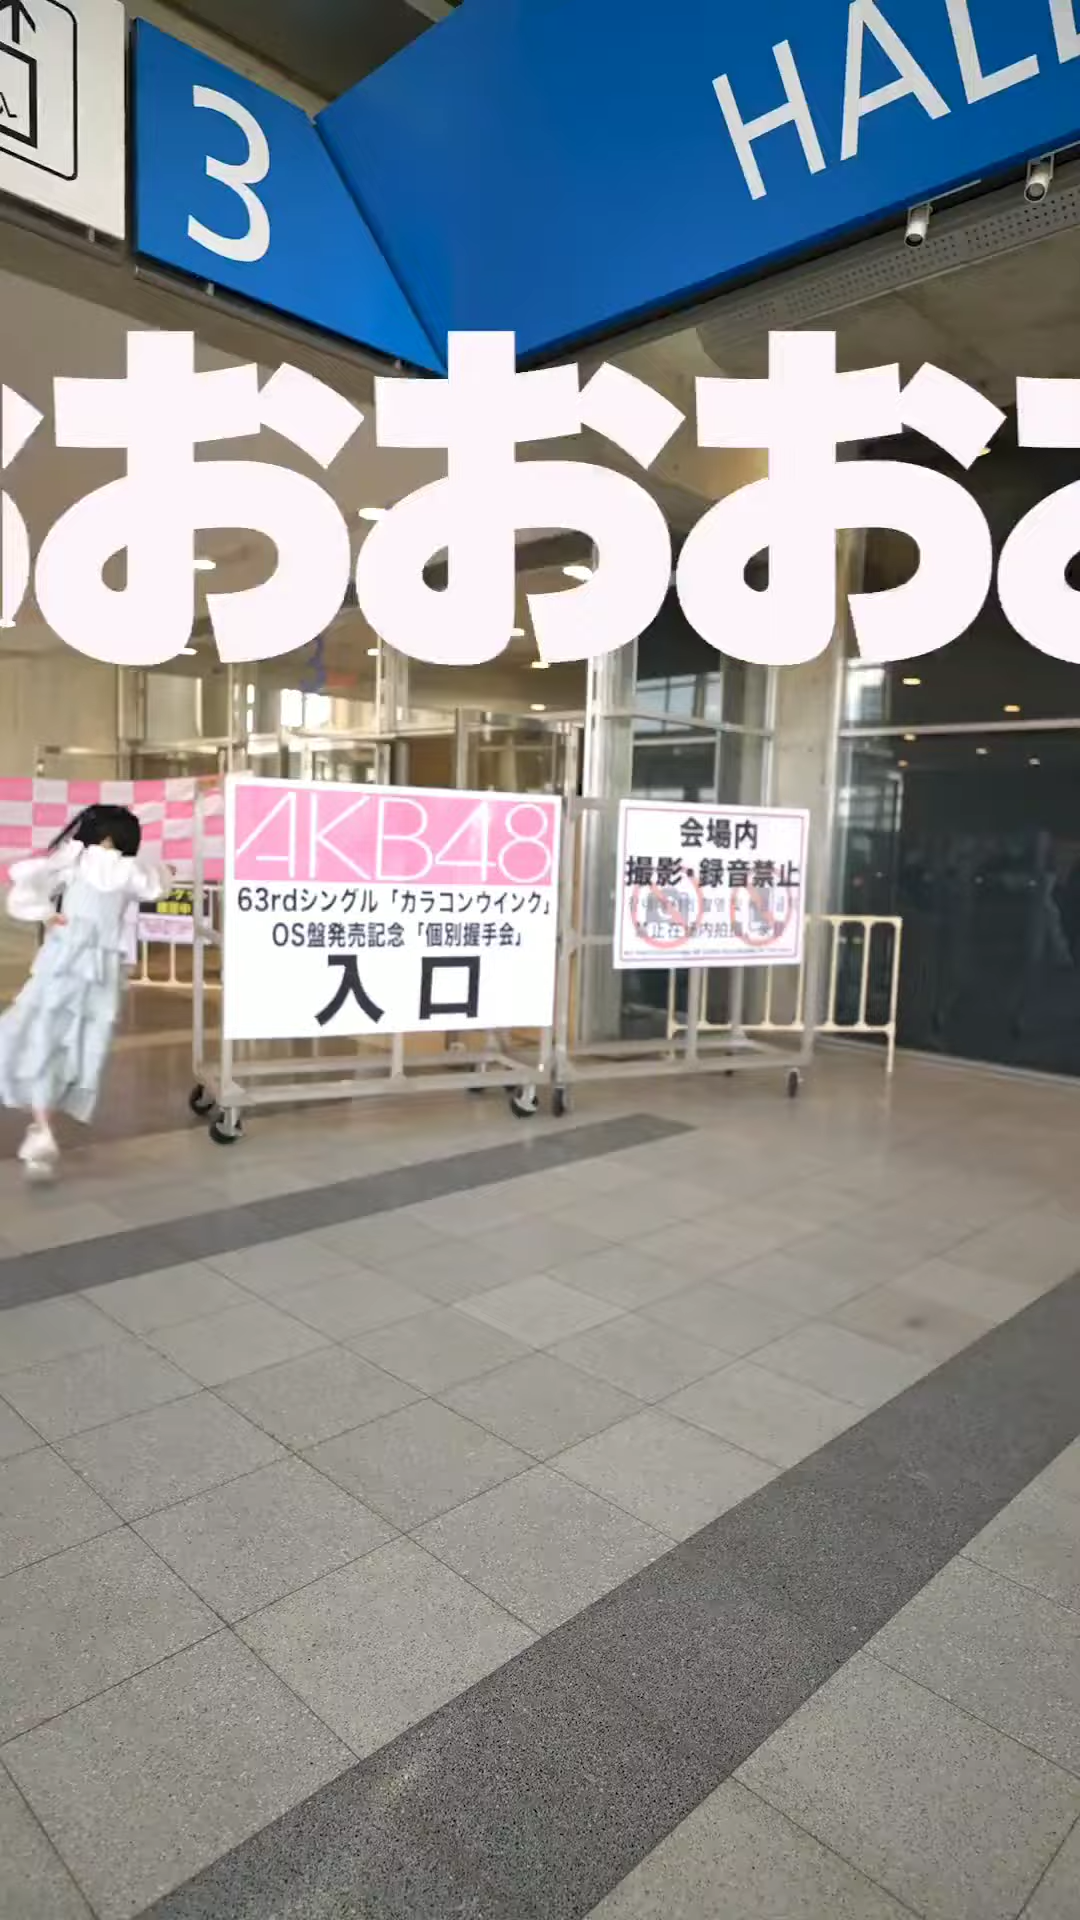 3
HALL
おおお
AKB48
63rdシングル「カラコンウインク」
OS盤発売記念「個別握手会」
入口
会場内
撮影・録音禁止